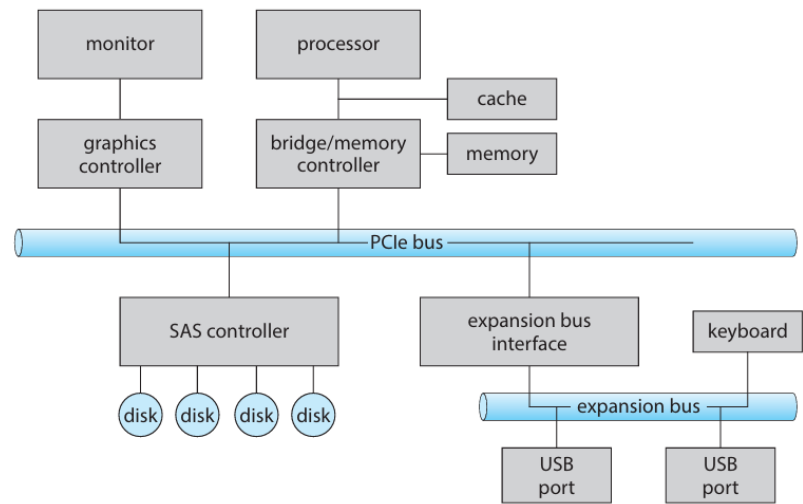 monitor
processor
cache
graphics
controller
bridge/memory
controller
memory
PCIe bus
SAS controller
expansion bus
interface
keyboard
disk
disk
disk
disk
expansion bus
USB
port
USB
port